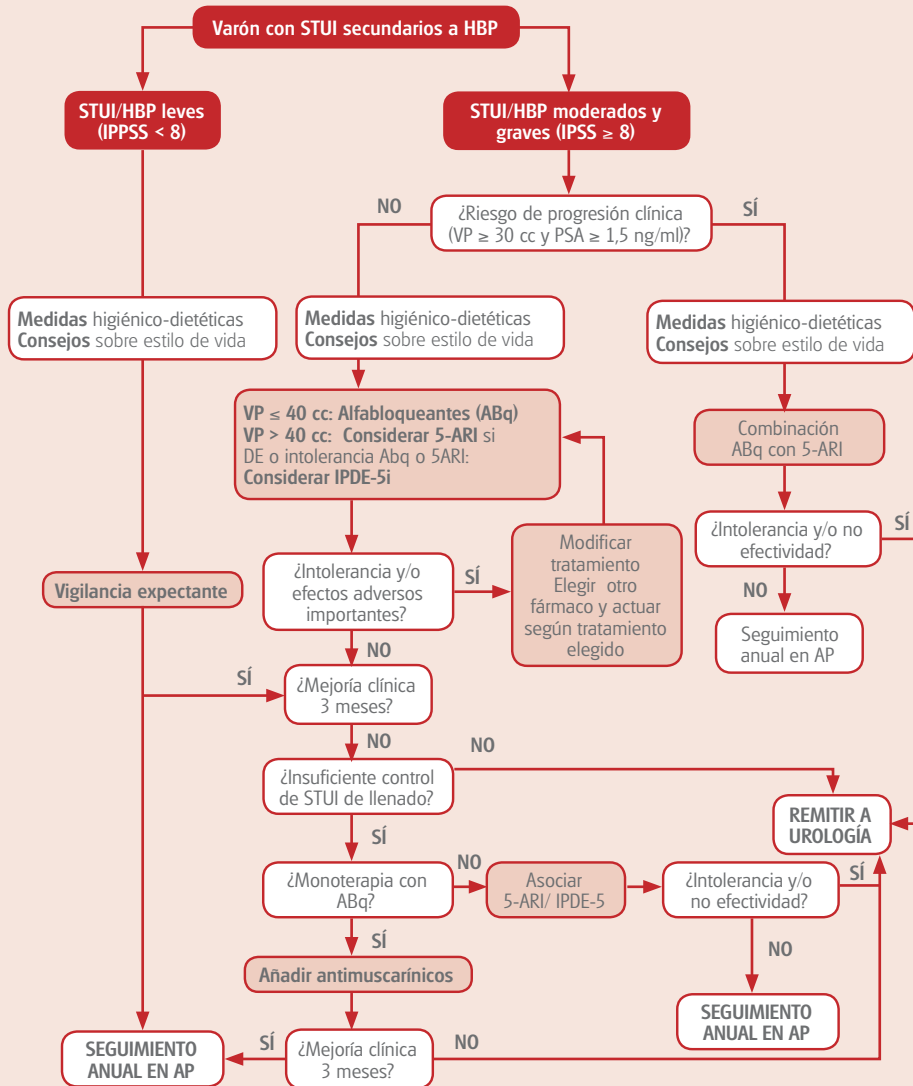 Varón con STUI secundarios a HBP
STUI/HBP leves
(IPPSS < 8)
STUI/HBP moderados y
graves (IPSS ≥ 8)
NO
¿Riesgo de progresión clínica
(VP ≥ 30 cc y PSA ≥ 1,5 ng/ml)?
SÍ
Medidas higiénico-dietéticas
Consejos sobre estilo de vida
Medidas higiénico-dietéticas
Consejos sobre estilo de vida
Medidas higiénico-dietéticas
Consejos sobre estilo de vida
VP ≤ 40 cc: Alfabloqueantes (ABq)
VP > 40 cc: Considerar 5-ARI si
DE o intolerancia Abq o 5ARI:
Considerar IPDE-5i
Combinación
ABq con 5-ARI
¿Intolerancia y/o no
efectividad?
SÍ
NO
Seguimiento
anual en AP
Modificar
tratamiento
Elegir otro
fármaco y actuar
según tratamiento
elegido
Vigilancia expectante
¿Intolerancia y/o
efectos adversos
importantes?
SÍ
NO
SÍ
¿Mejoría clínica
3 meses?
NO
¿Insuficiente control
de STUI de llenado?
NO
REMITIR A
UROLOGÍA
SÍ
¿Monoterapia con
ABq?
NO
Asociar
5-ARI/ IPDE-5
¿Intolerancia y/o
no efectividad?
SÍ
SÍ
NO
Añadir antimuscarínicos
SEGUIMIENTO
ANUAL EN AP
SEGUIMIENTO
ANUAL EN AP
SÍ
¿Mejoría clínica
3 meses?
NO